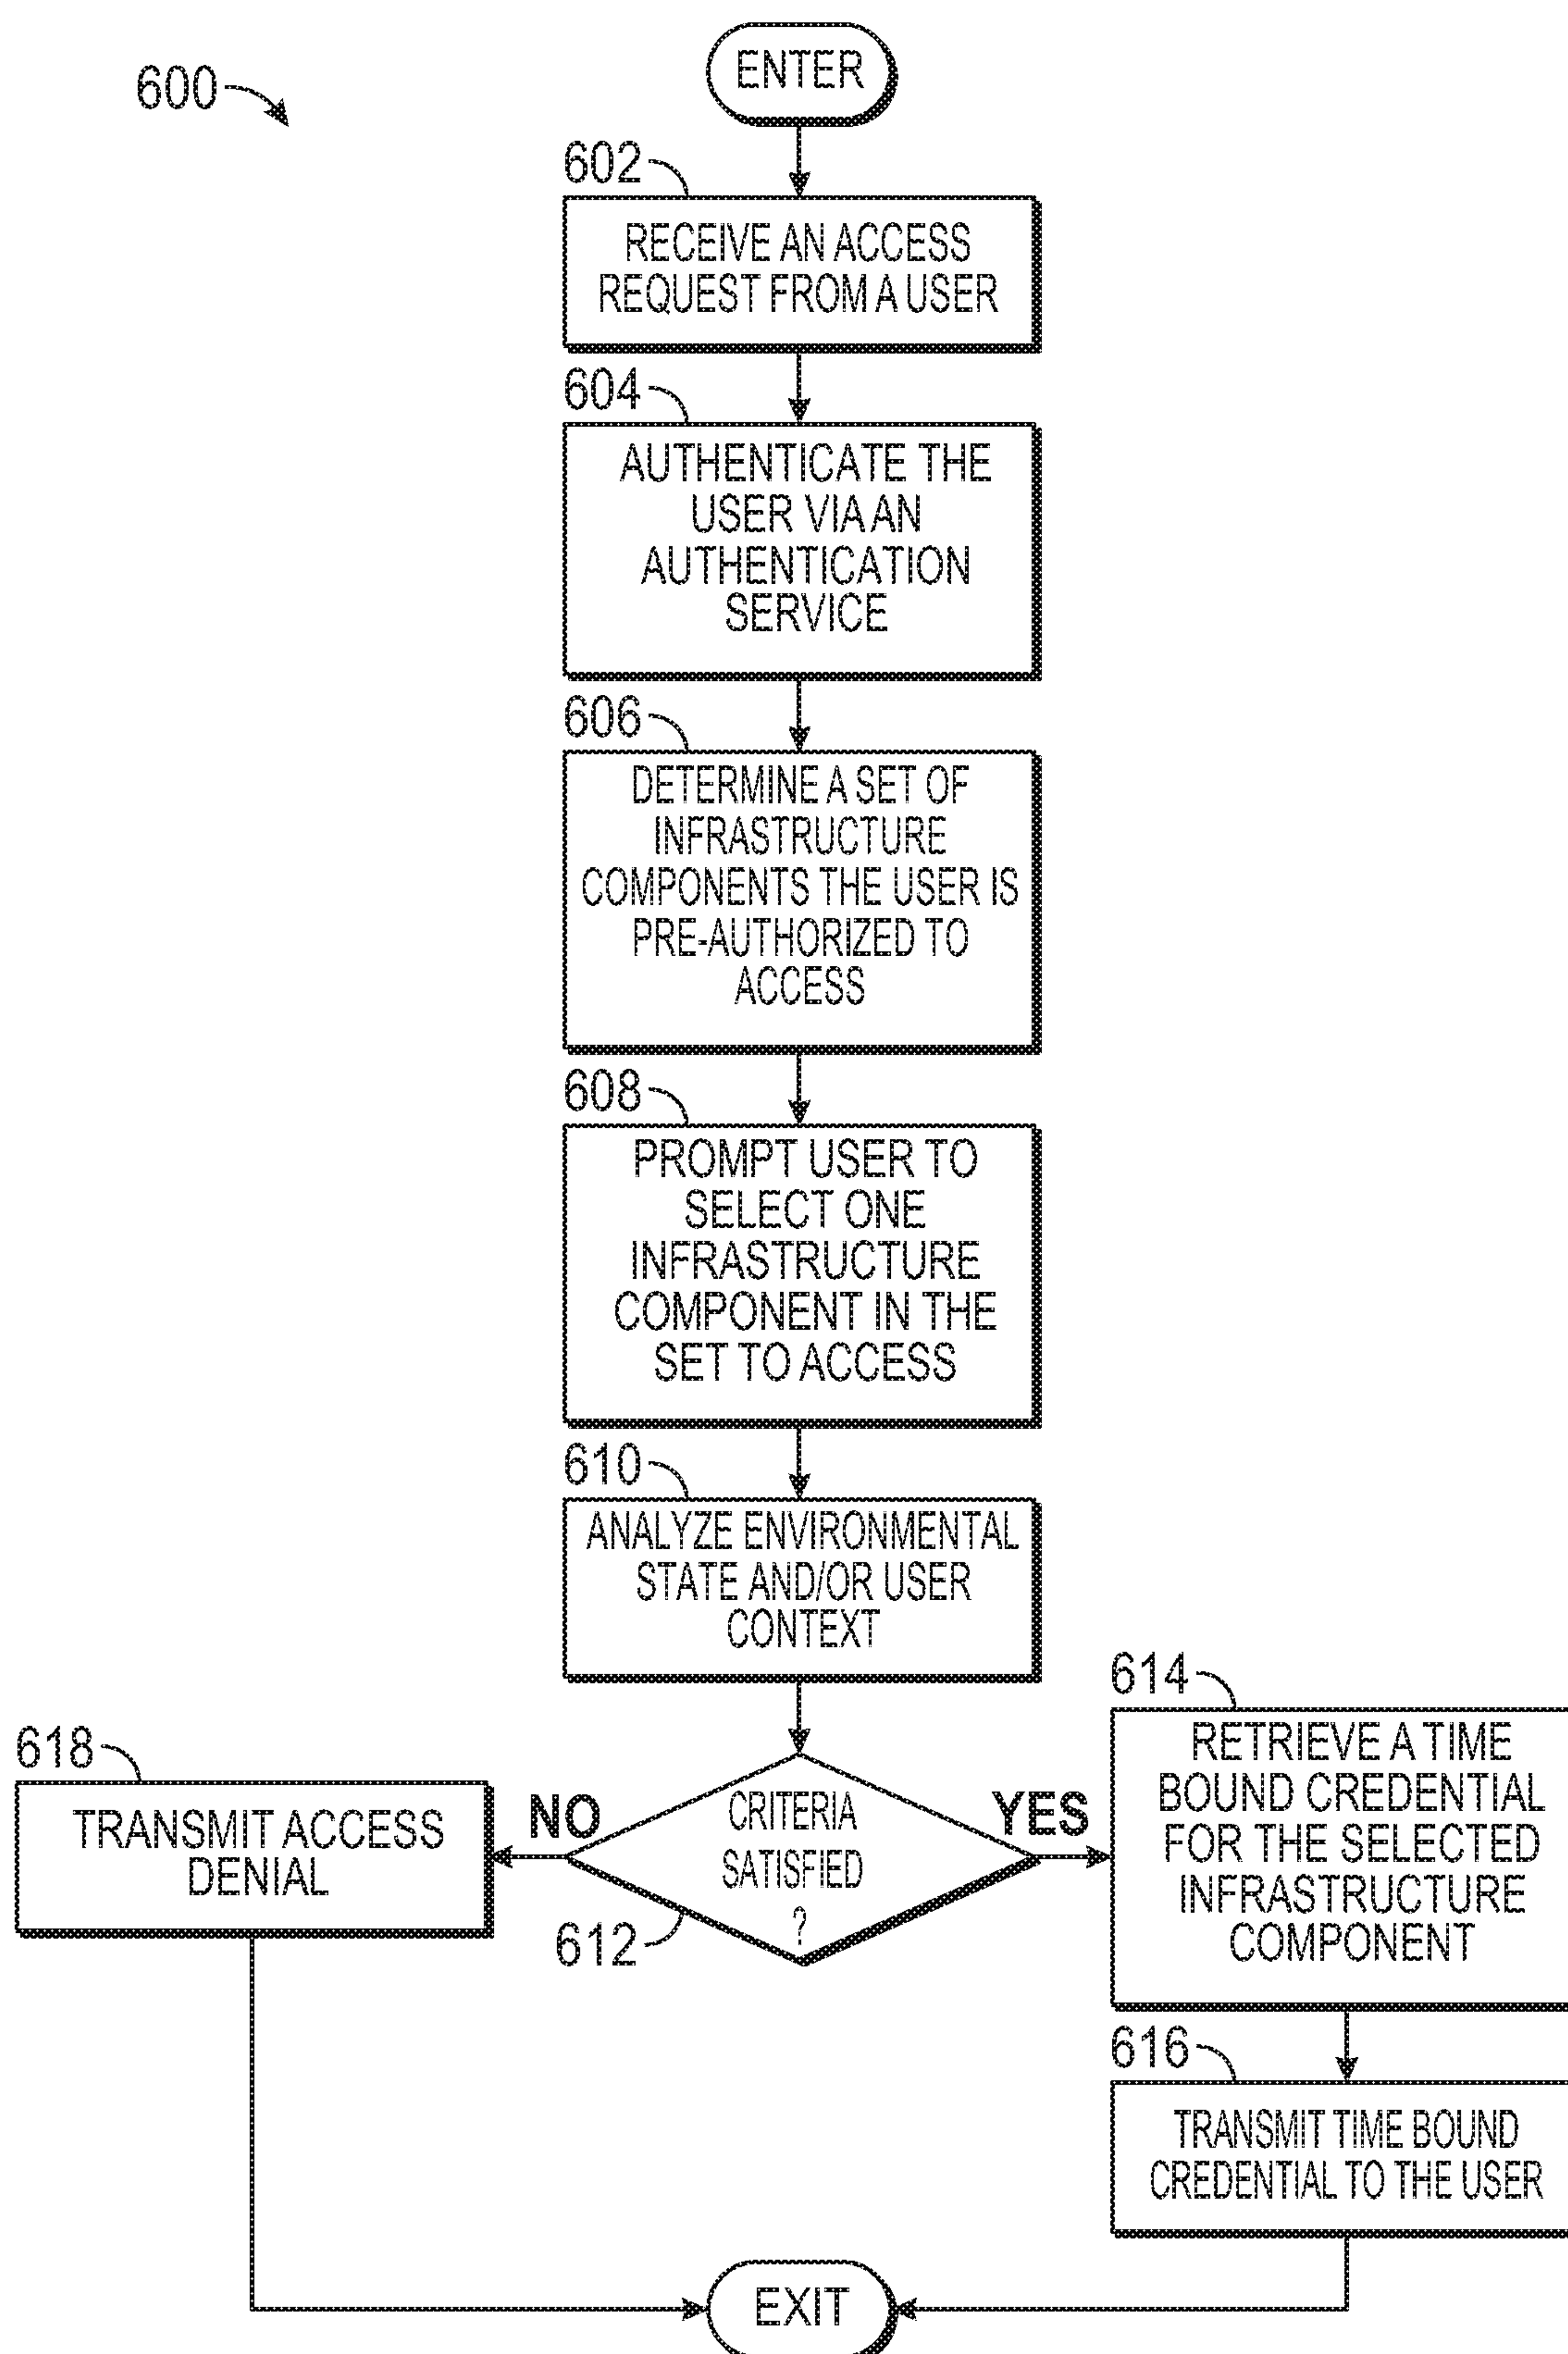 600
ENTER
602
RECEIVE AN ACCESS
REQUEST FROM A USER
604
AUTHENTICATE THE
USER VIA AN
AUTHENTICATION
SERVICE
606
DETERMINE A SET OF
INFRASTRUCTURE
COMPONENTS THE USER IS
PRE-AUTHORIZED TO
ACCESS
608
PROMPT USER TO
SELECT ONE
INFRASTRUCTURE
COMPONENT IN THE
SET TO ACCESS
610
ANALYZE ENVIRONMENTAL
STATE AND/OR USER
CONTEXT
612
CRITERIA
SATISFIED
?
NO
618
TRANSMIT ACCESS
DENIAL
YES
614
RETRIEVE A TIME
BOUND CREDENTIAL
FOR THE SELECTED
INFRASTRUCTURE
COMPONENT
616
TRANSMIT TIME BOUND
CREDENTIAL TO THE USER
EXIT